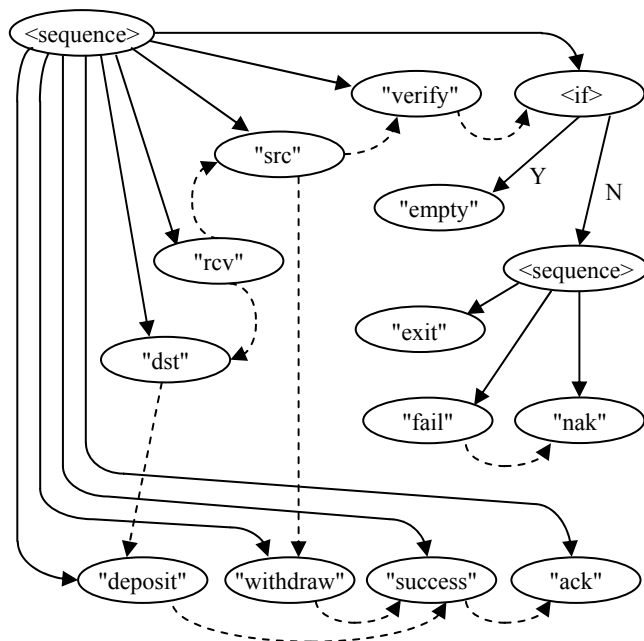 <sequence>
"verify"
<if>
"src"
Y
"empty"
N
"rcv"
<sequence>
"exit"
"dst"
"fail"
"nak"
"deposit"
"withdraw"
"success"
"ack"